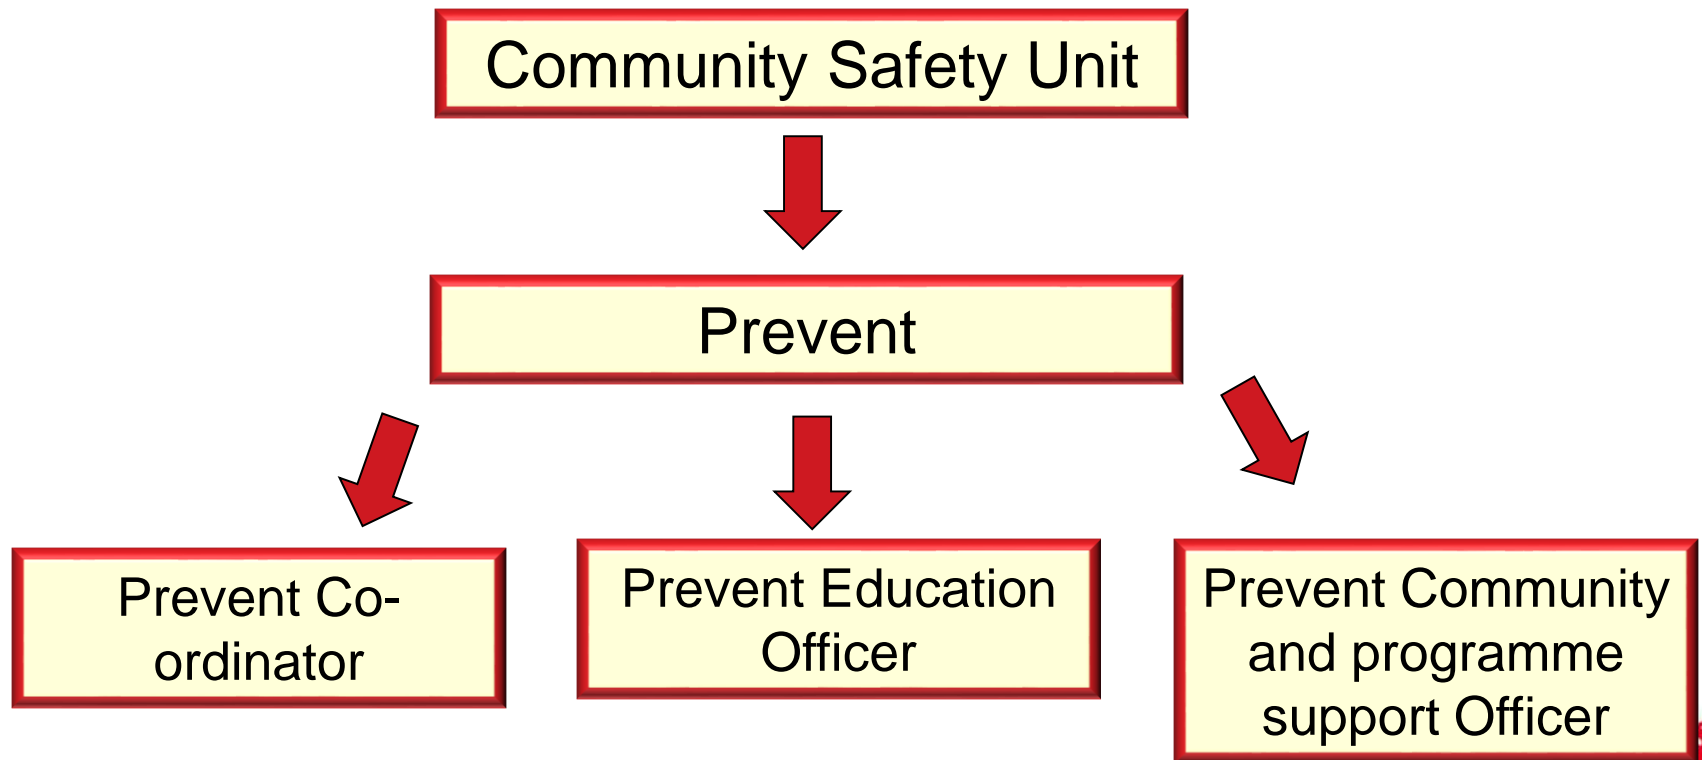 Community Safety Unit
Prevent
Prevent Co-
ordinator
Prevent Education
Officer
Prevent Community
and programme
support Officer